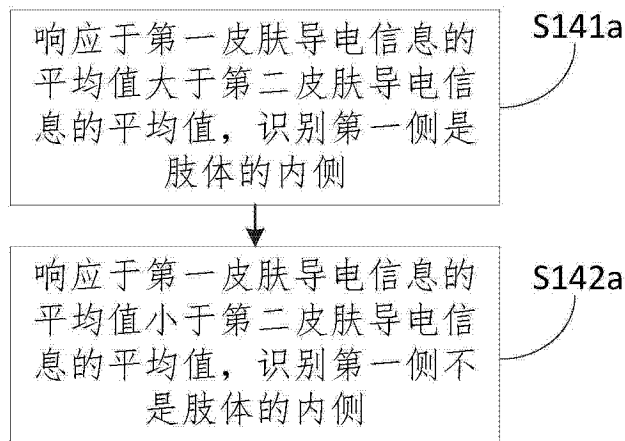 响应于第一皮肤导电信息的
平均值大于第二皮肤导电信
息的平均值，识别第一侧是
肢体的内侧
S141a
响应于第一皮肤导电信息的
平均值小于第二皮肤导电信
息的平均值，识别第一侧不
是肢体的内侧
S142a